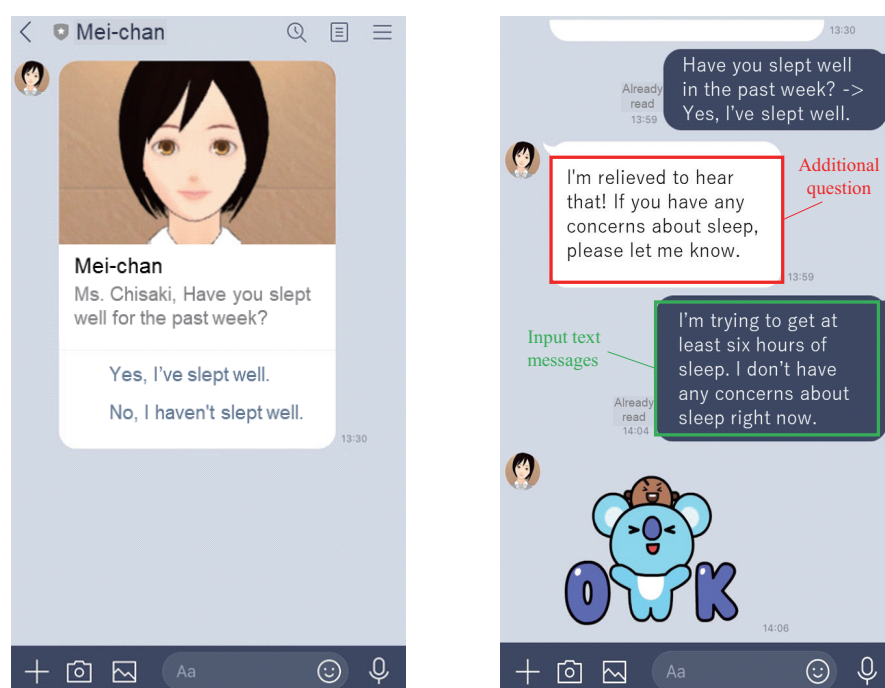 Mei-chan
Mei-chan
Ms. Chisaki, Have you slept
well for the past week?
Yes, I've slept well.
No, I haven't slept well.
13:30
Aa
13:30
Have you slept well
in the past week? ->
Yes, I've slept well.
Already
read
13:59
I'm relieved to hear
that! If you have any
concerns about sleep,
please let me know.
13:59
Additional
question
I'm trying to get at
least six hours of
sleep. I don't have
any concerns about
sleep right now.
Input text
messages
Already
read
14:04
OK
14:06
Aa